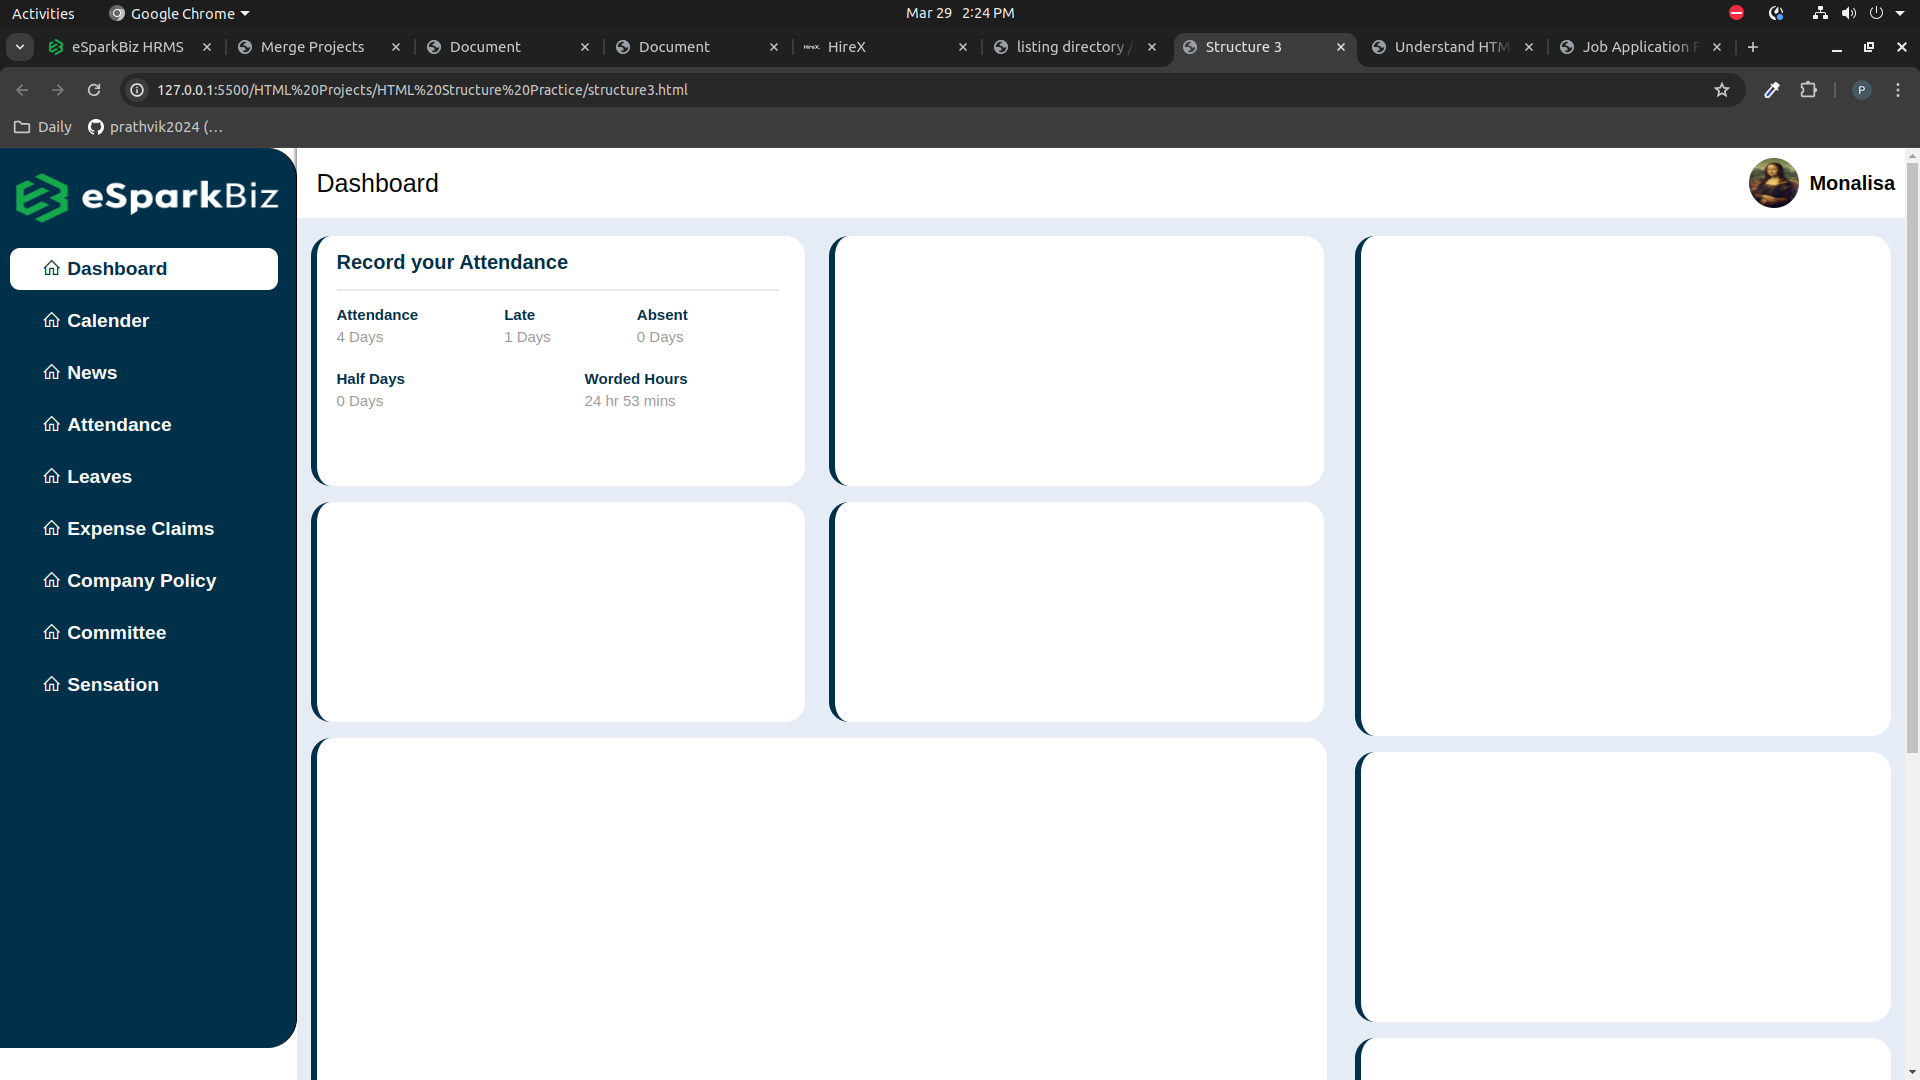 Activities Google Chrome Mar 29 2:24 PM
eSparkBiz HRMS Merge Projects Document Document HireX. HireX listing directory / Structure 3 Understand HTM Job Application F
127.0.0.1:5500/HTML%20Projects/HTML%20Structure%20Practice/structure3.html P
Daily prathvik2024 (...
eSparkBiz
Dashboard
Calender
News
Attendance
Leaves
Expense Claims
Company Policy
Committee
Sensation
Dashboard Monalisa
Record your Attendance
Attendance Late Absent
4 Days 1 Days 0 Days
Half Days Worded Hours
0 Days 24 hr 53 mins